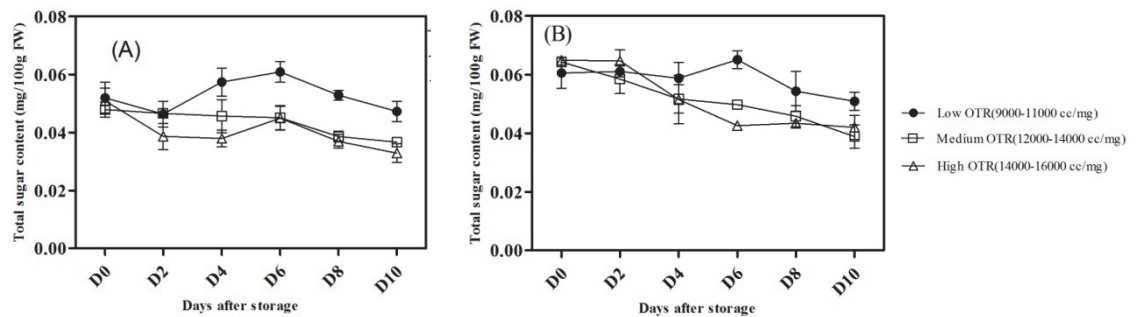 (A)
Total sugar content (mg/100g FW)
0.08
0.06
0.04
0.02
0.00
D0 D2 D4 D6 D8 D10
Days after storage
(B)
Total sugar content (mg/100g FW)
0.08
0.06
0.04
0.02
0.00
D0 D2 D4 D6 D8 D10
Days after storage
Low OTR(9000-11000 cc/mg)
Medium OTR(12000-14000 cc/mg)
High OTR(14000-16000 cc/mg)